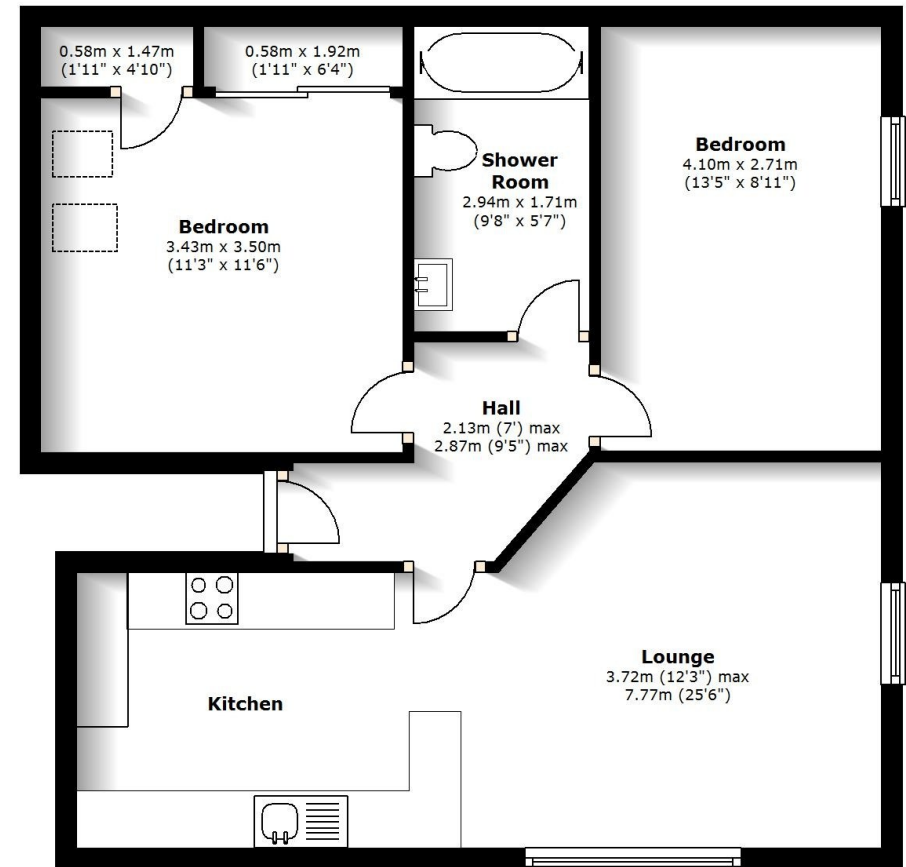 0.58m x 1.47m
(1'11" x 4'10")
0.58m x 1.92m
(1'11" x 6'4")
Bedroom
3.43m x 3.50m
(11'3" x 11'6")
Shower
Room
2.94m x 1.71m
(9'8" x 5'7")
Bedroom
4.10m x 2.71m
(13'5" x 8'11")
Hall
2.13m (7') max
2.87m (9'5") max
Kitchen
Lounge
3.72m (12'3") max
7.77m (25'6")